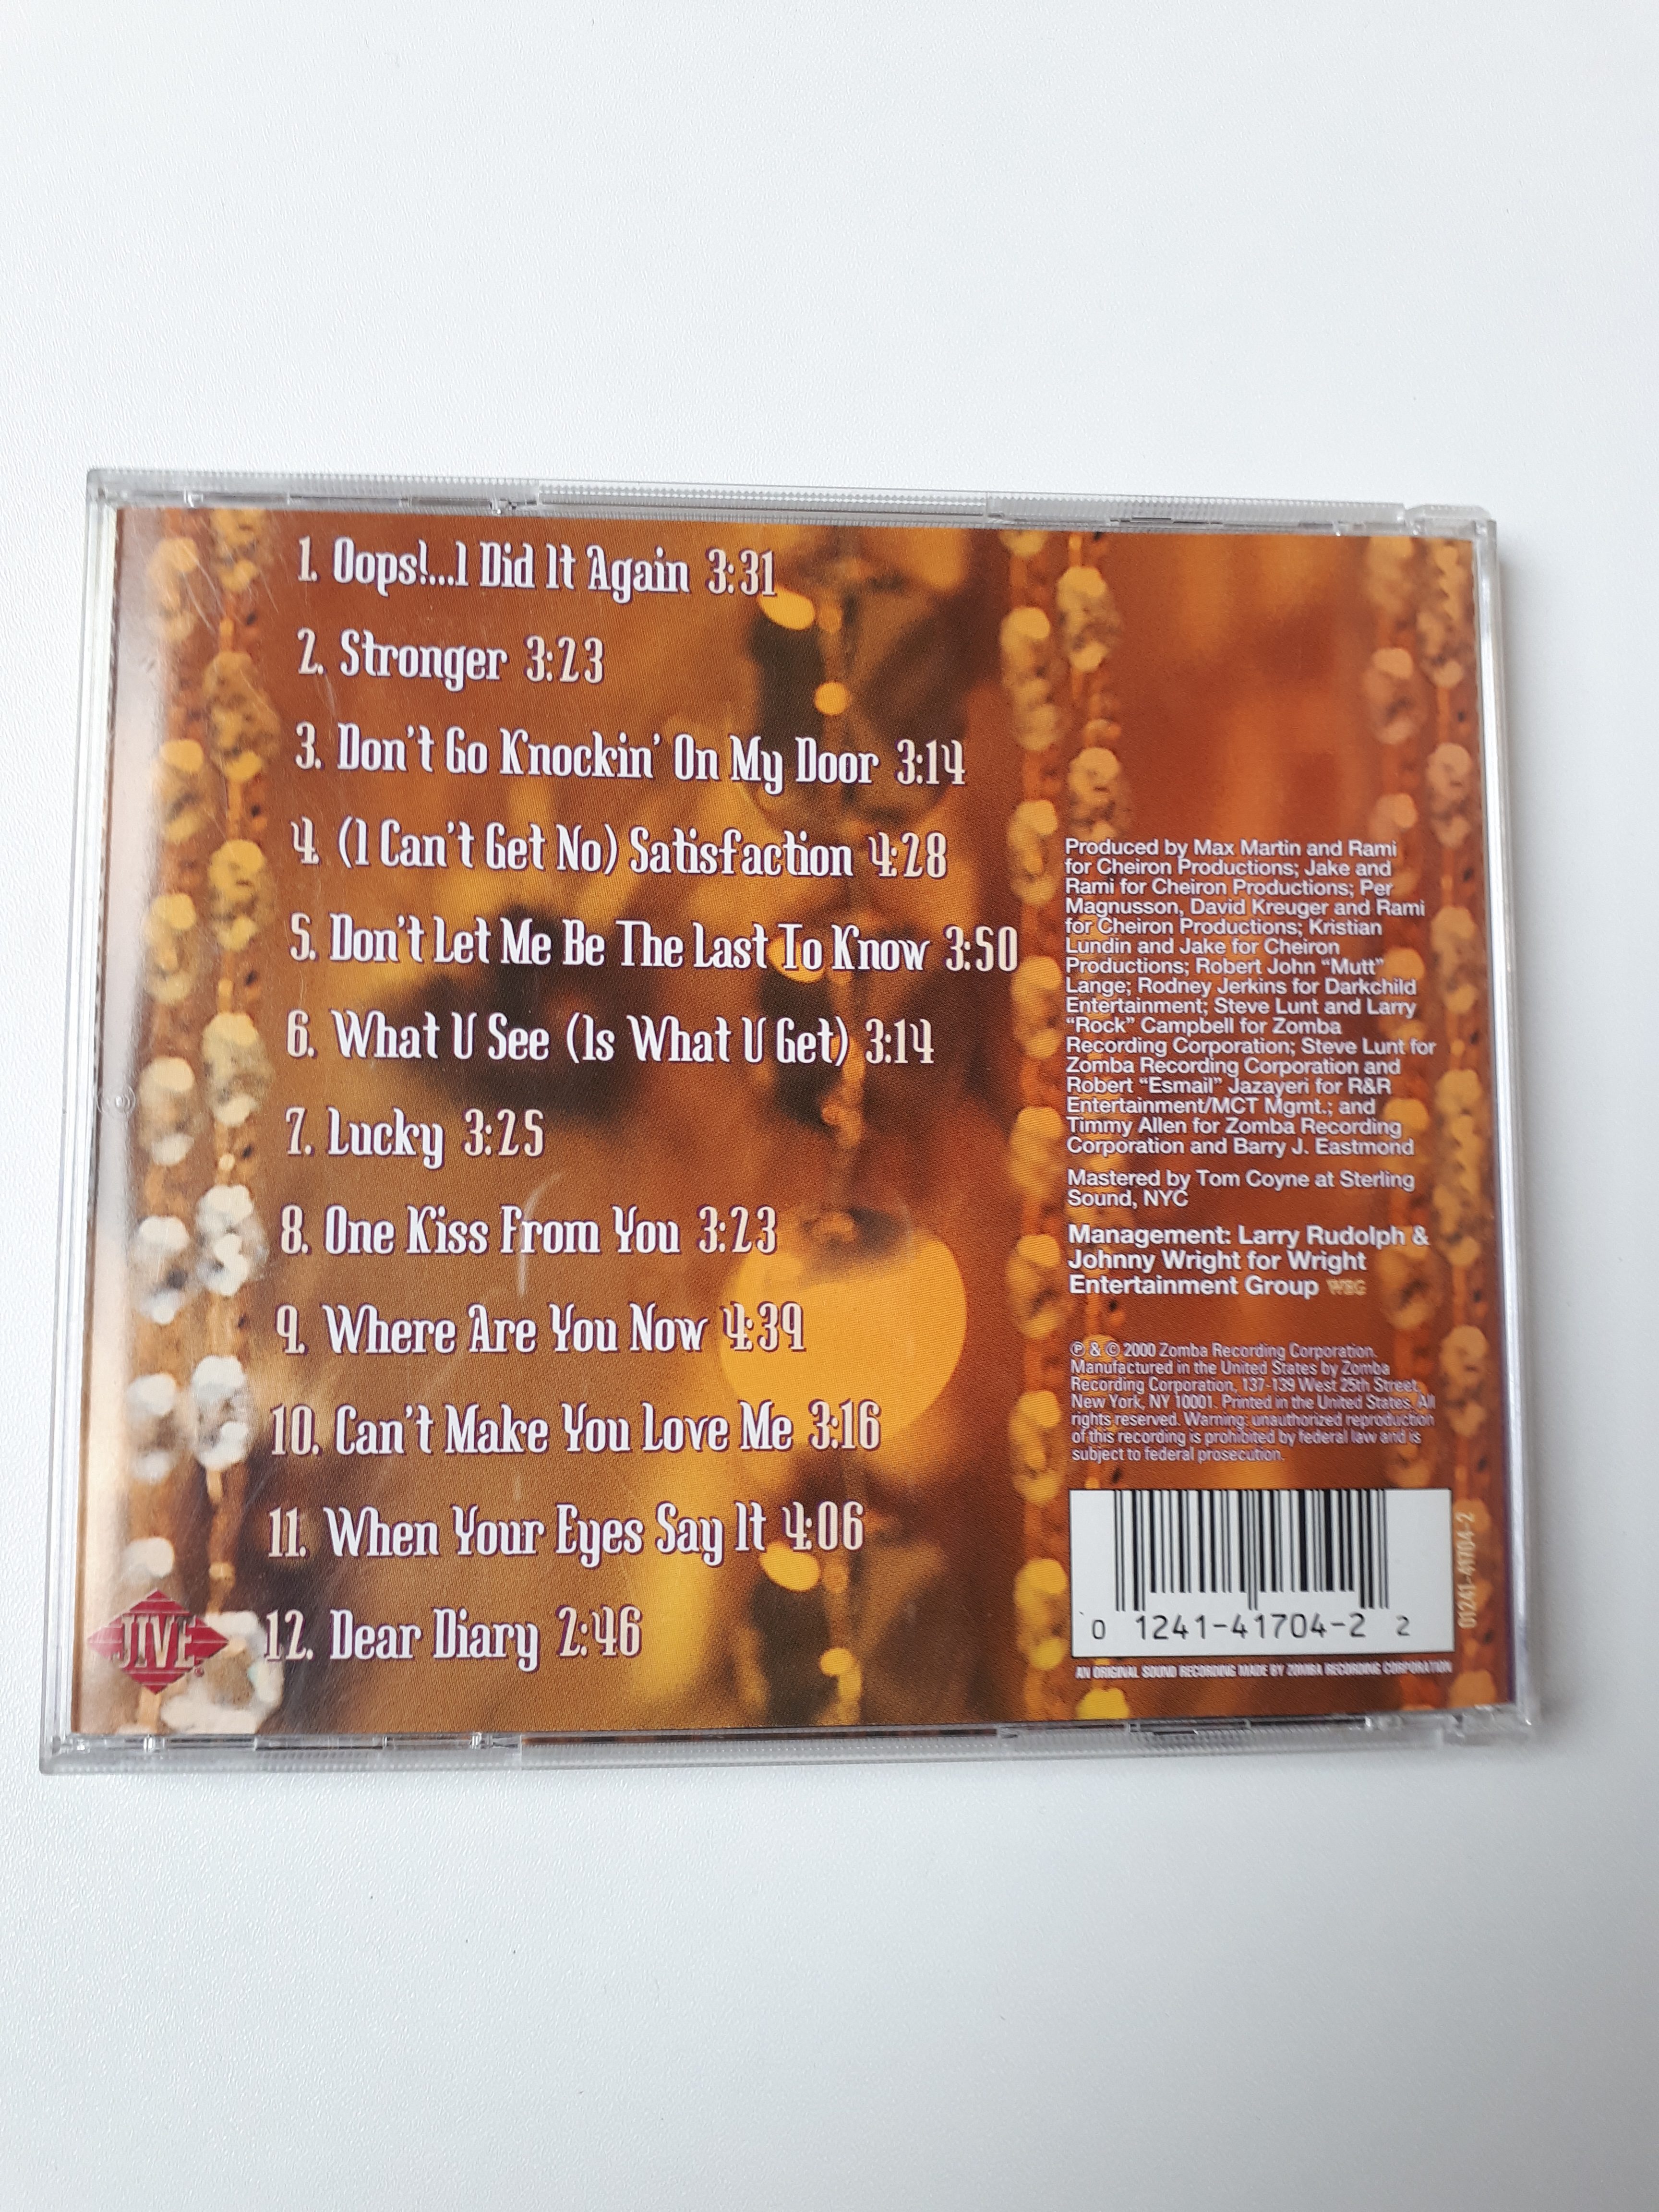 1. Oops!...I Did It Again 3:31
2. Stronger 3:23
3. Don't Go Knockin' On My Door 3:14
4. (I Can't Get No) Satisfaction 4:28
5. Don't Let Me Be The Last To Know 3:50
6. What U See (Is What U Get) 3:14
7. Lucky 3:25
8. One Kiss From You 3:23
9. Where Are You Now 4:39
10. Can't Make You Love Me 3:16
11. When Your Eyes Say It 4:06
12. Dear Diary 2:46
JIVE®
Produced by Max Martin and Rami
for Cheiron Productions; Jake and
Rami for Cheiron Productions; Per
Magnusson, David Kreuger and Rami
for Cheiron Productions; Kristian
Lundin and Jake for Cheiron
Productions; Robert John “Mutt”
Lange; Rodney Jerkins for Darkchild
Entertainment; Steve Lunt and Larry
“Rock” Campbell for Zomba
Recording Corporation; Steve Lunt for
Zomba Recording Corporation and
Robert “Esmail” Jazayeri for R&R
Entertainment/MCT Mgmt.; and
Timmy Allen for Zomba Recording
Corporation and Barry J. Eastmond
Mastered by Tom Coyne at Sterling
Sound, NYC
Management: Larry Rudolph &
Johnny Wright for Wright
Entertainment Group WEG
℗ & © 2000 Zomba Recording Corporation.
Manufactured in the United States by Zomba
Recording Corporation, 137-139 West 25th Street,
New York, NY 10001. Printed in the United States. All
rights reserved. Warning: unauthorized reproduction
of this recording is prohibited by federal law and is
subject to federal prosecution.
0 1241-41704-2 2
01241-41704-2
AN ORIGINAL SOUND RECORDING MADE BY ZOMBA RECORDING CORPORATION